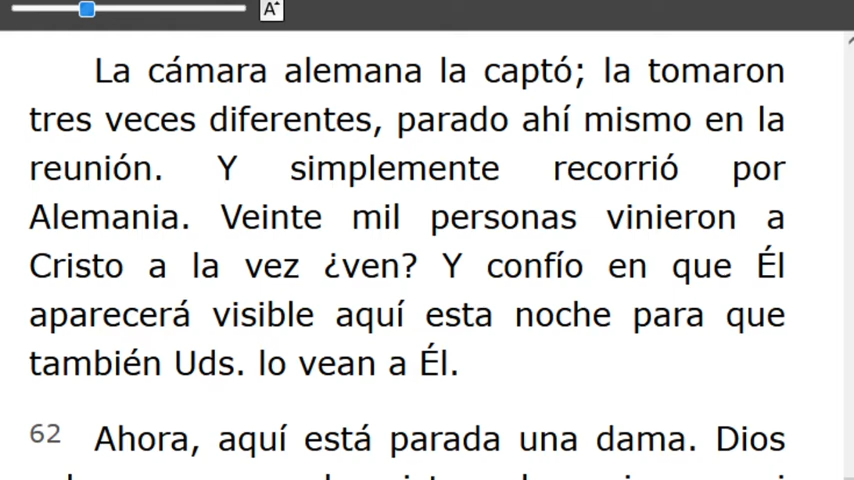 A
La cámara alemana la captó; la tomaron
tres veces diferentes, parado ahí mismo en la
reunión. Y simplemente recorrió por
Alemania. Veinte mil personas vinieron a
Cristo a la vez ¿ven? Y confío en que Él
aparecerá visible aquí esta noche para que
también Uds. lo vean a Él.
62 Ahora, aquí está parada una dama. Dios